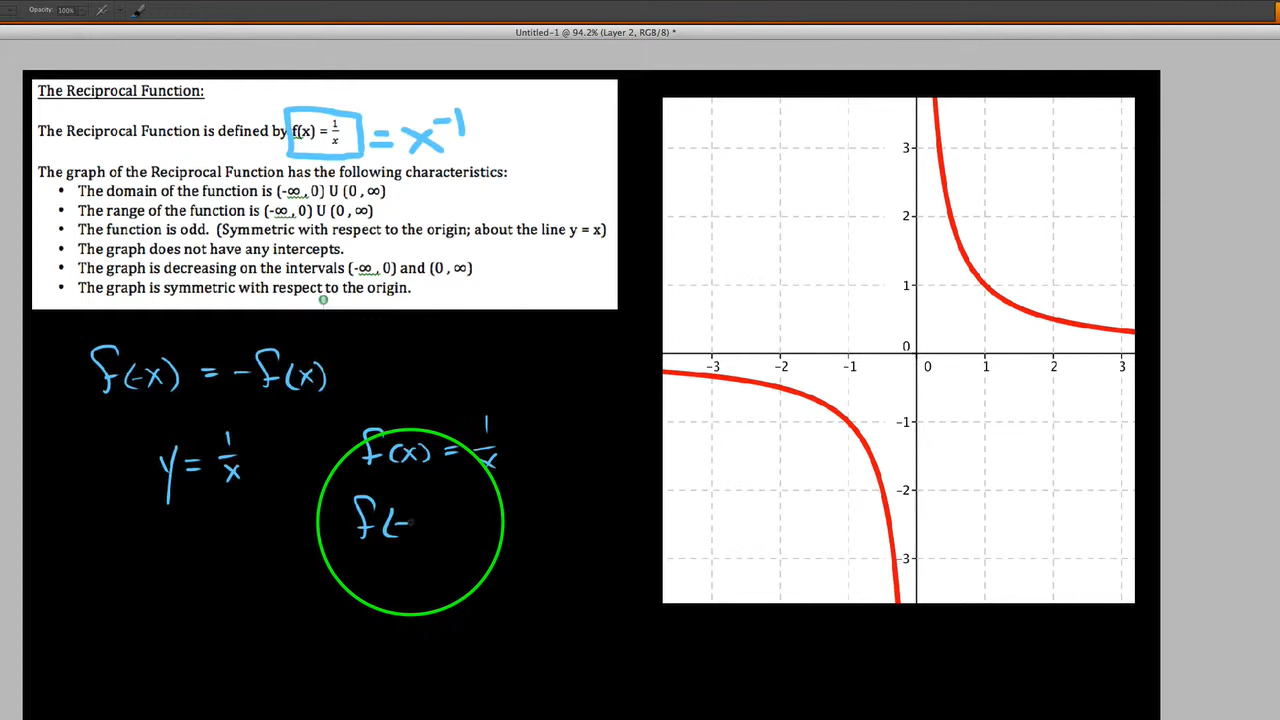 Opacity: 100%
Untitled-1 @ 94.2% (Layer 2, RGB/8) *
The Reciprocal Function:
The Reciprocal Function is defined by f(x) = 1/x = x^-1
The graph of the Reciprocal Function has the following characteristics:
• The domain of the function is (-∞ , 0) U (0 , ∞)
• The range of the function is (-∞ , 0) U (0 , ∞)
• The function is odd. (Symmetric with respect to the origin; about the line y = x)
• The graph does not have any intercepts.
• The graph is decreasing on the intervals (-∞ , 0) and (0 , ∞)
• The graph is symmetric with respect to the origin.
f(-x) = -f(x)
y = 1/x
f(x) = 1/x
f(-
3
2
1
0
-3 -2 -1 0 1 2 3
-1
-2
-3